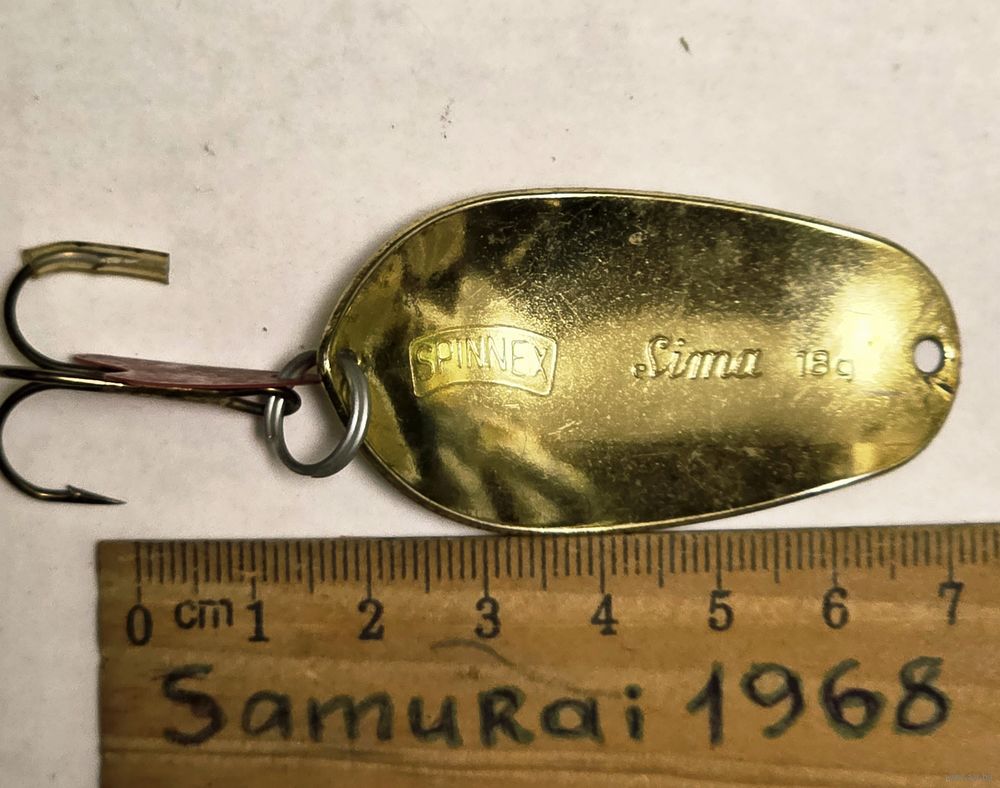 SPINNEX Sima 18g
0 cm 1 2 3 4 5 6 7
SamuRai 1968